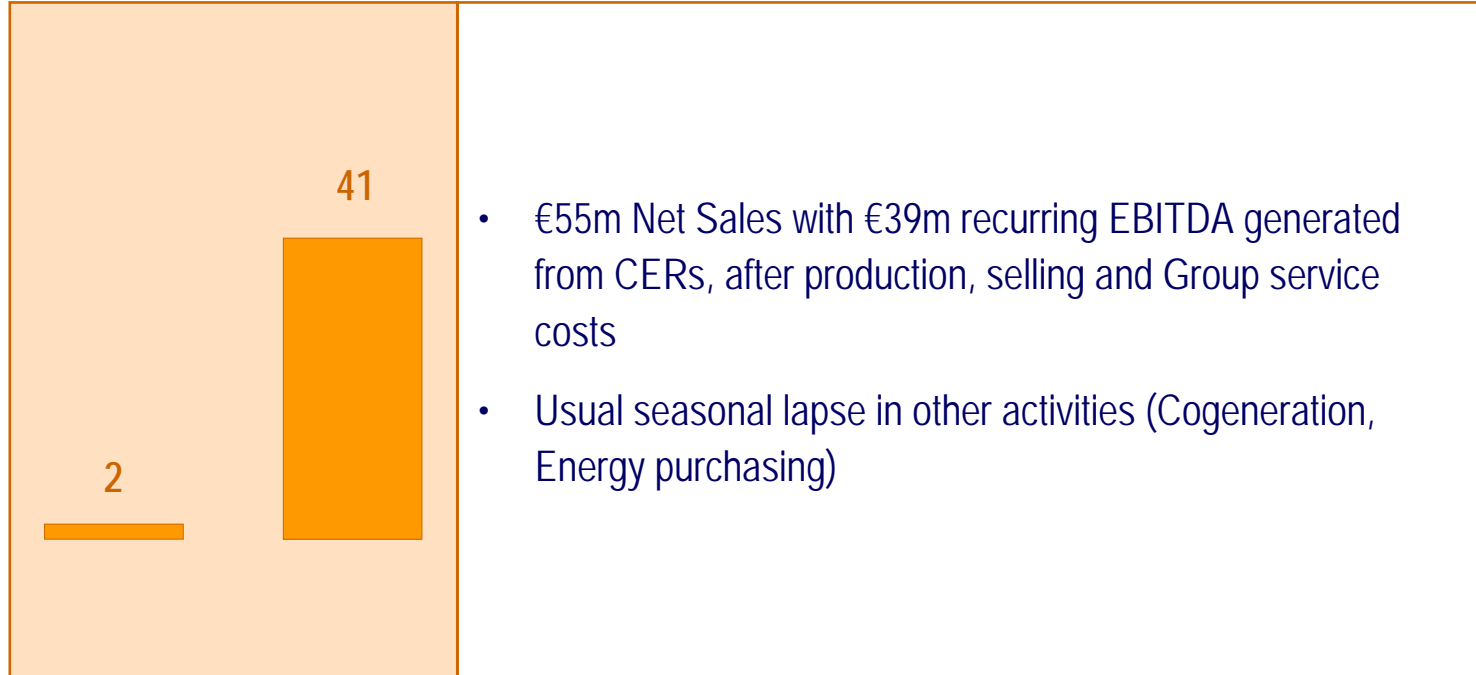 41
2
• €55m Net Sales with €39m recurring EBITDA generated
from CERs, after production, selling and Group service
costs
• Usual seasonal lapse in other activities (Cogeneration,
Energy purchasing)